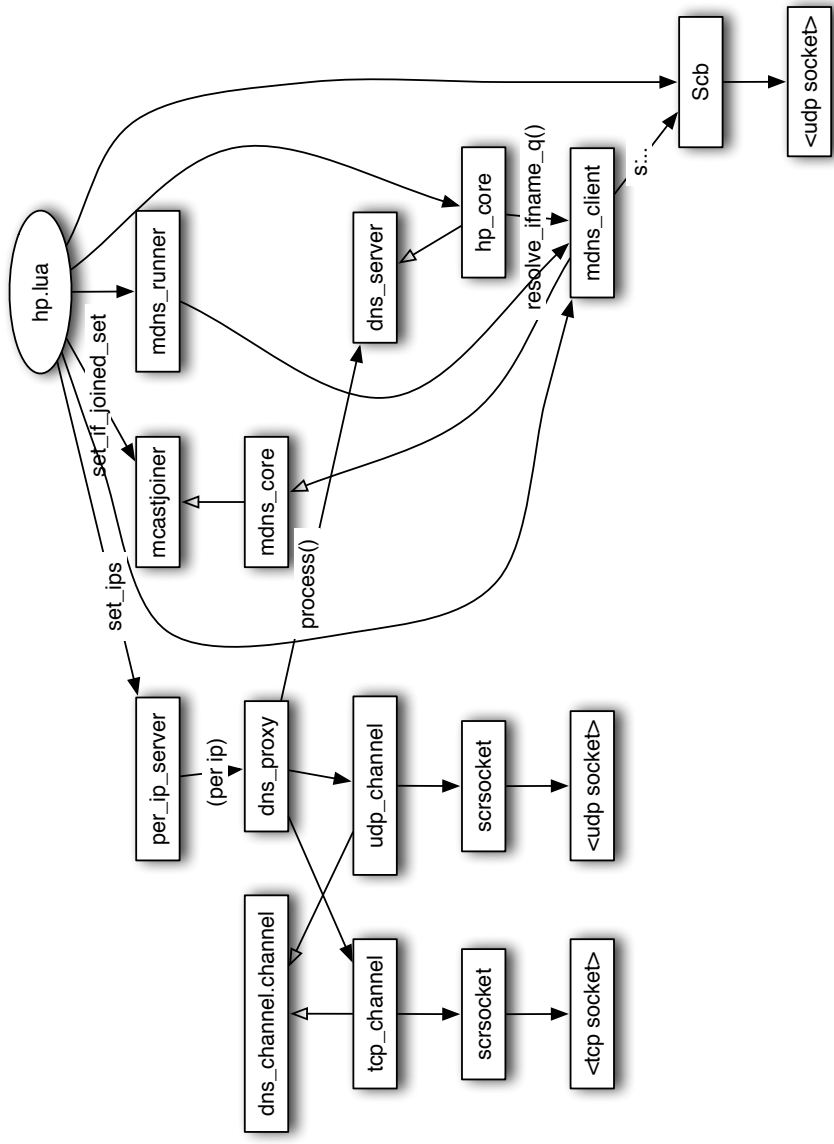 hp.lua
set_if_joined_set
set_ips
per_ip_server
mcastjoiner
mdns_runner
(per ip)
dns_channel.channel
dns_proxy
mdns_core
process()
tcp_channel
udp_channel
dns_server
scrsocket
scrsocket
hp_core
resolve_ifname_q()
<tcp socket>
<udp socket>
mdns_client
s:...
Scb
<udp socket>